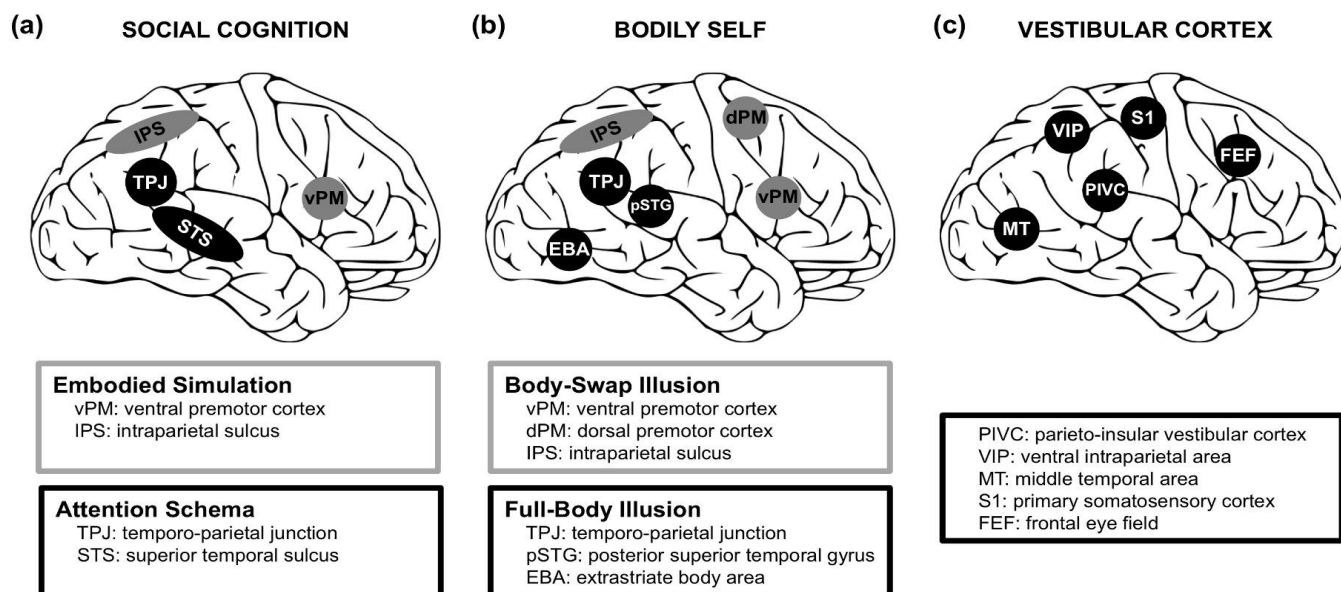 (a) SOCIAL COGNITION
IPS
TPJ
vPM
STS
Embodied Simulation
vPM: ventral premotor cortex
IPS: intraparietal sulcus
Attention Schema
TPJ: temporo-parietal junction
STS: superior temporal sulcus
(b) BODILY SELF
dPM
IPS
TPJ
pSTG
vPM
EBA
Body-Swap Illusion
vPM: ventral premotor cortex
dPM: dorsal premotor cortex
IPS: intraparietal sulcus
Full-Body Illusion
TPJ: temporo-parietal junction
pSTG: posterior superior temporal gyrus
EBA: extrastriate body area
(c) VESTIBULAR CORTEX
S1
VIP
FEF
PIVC
MT
PIVC: parieto-insular vestibular cortex
VIP: ventral intraparietal area
MT: middle temporal area
S1: primary somatosensory cortex
FEF: frontal eye field